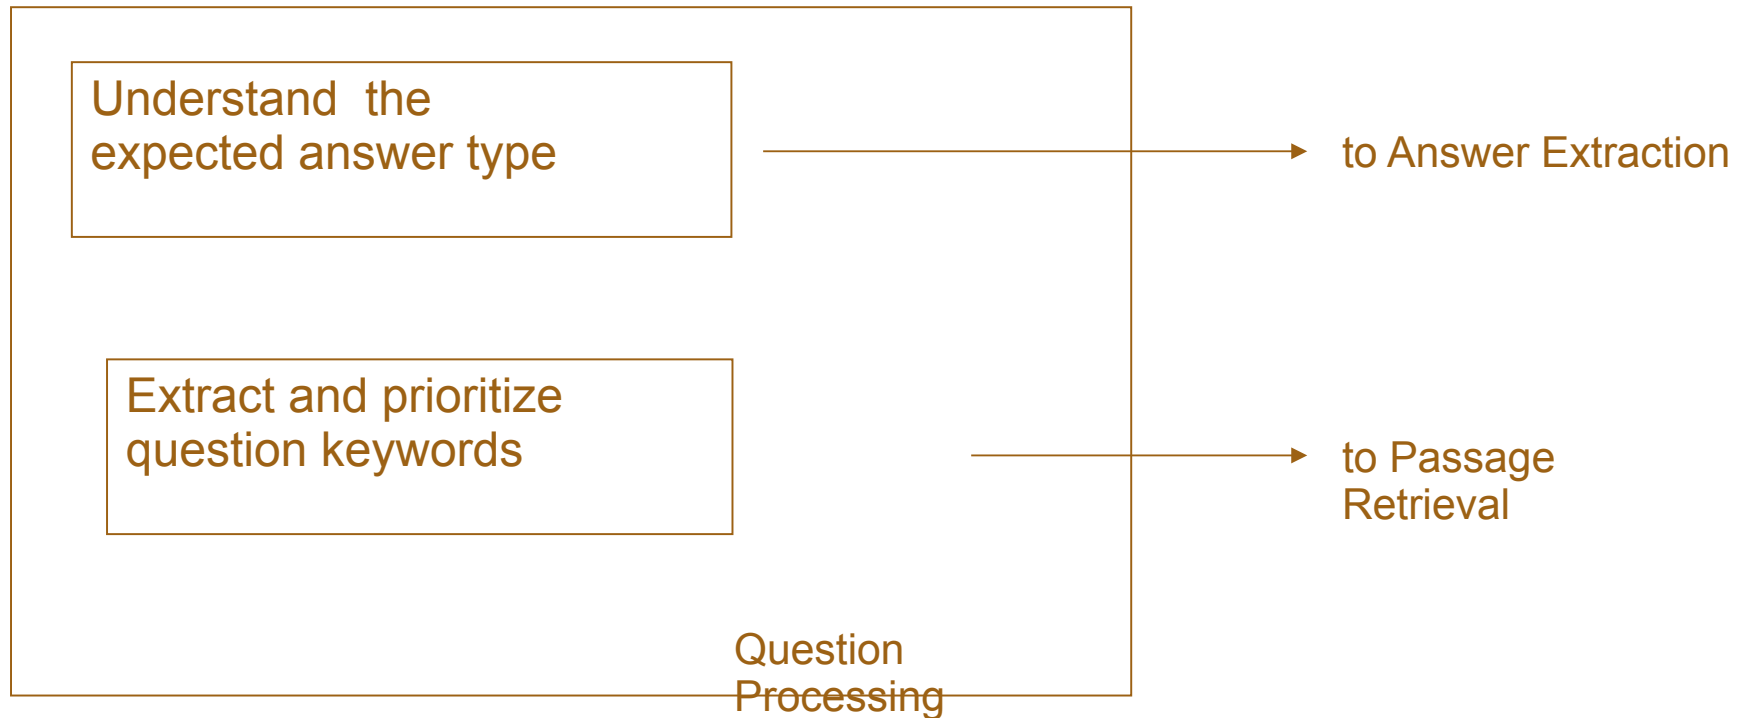 Understand the
expected answer type
to Answer Extraction
Extract and prioritize
question keywords
to Passage
Retrieval
Question
Processing